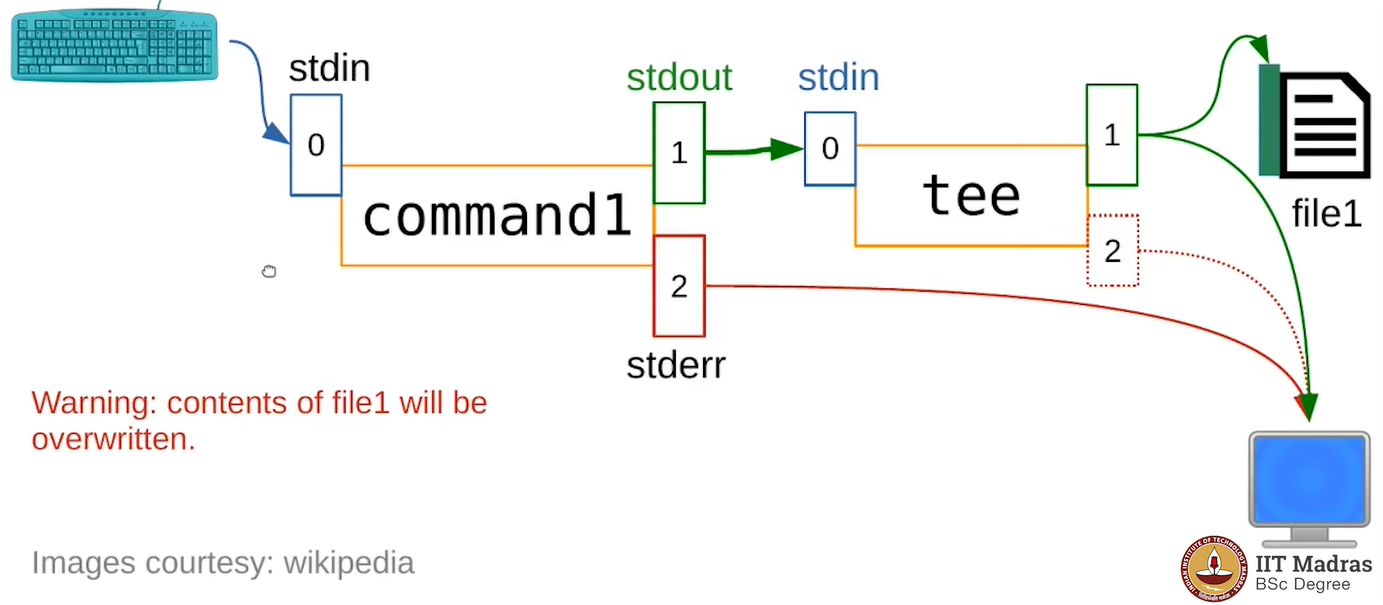 stdin
stdout
stdin
0
1
0
1
command1
tee
file1
2
2
stderr
Warning: contents of file1 will be
overwritten.
Images courtesy: wikipedia
IIT Madras
BSc Degree